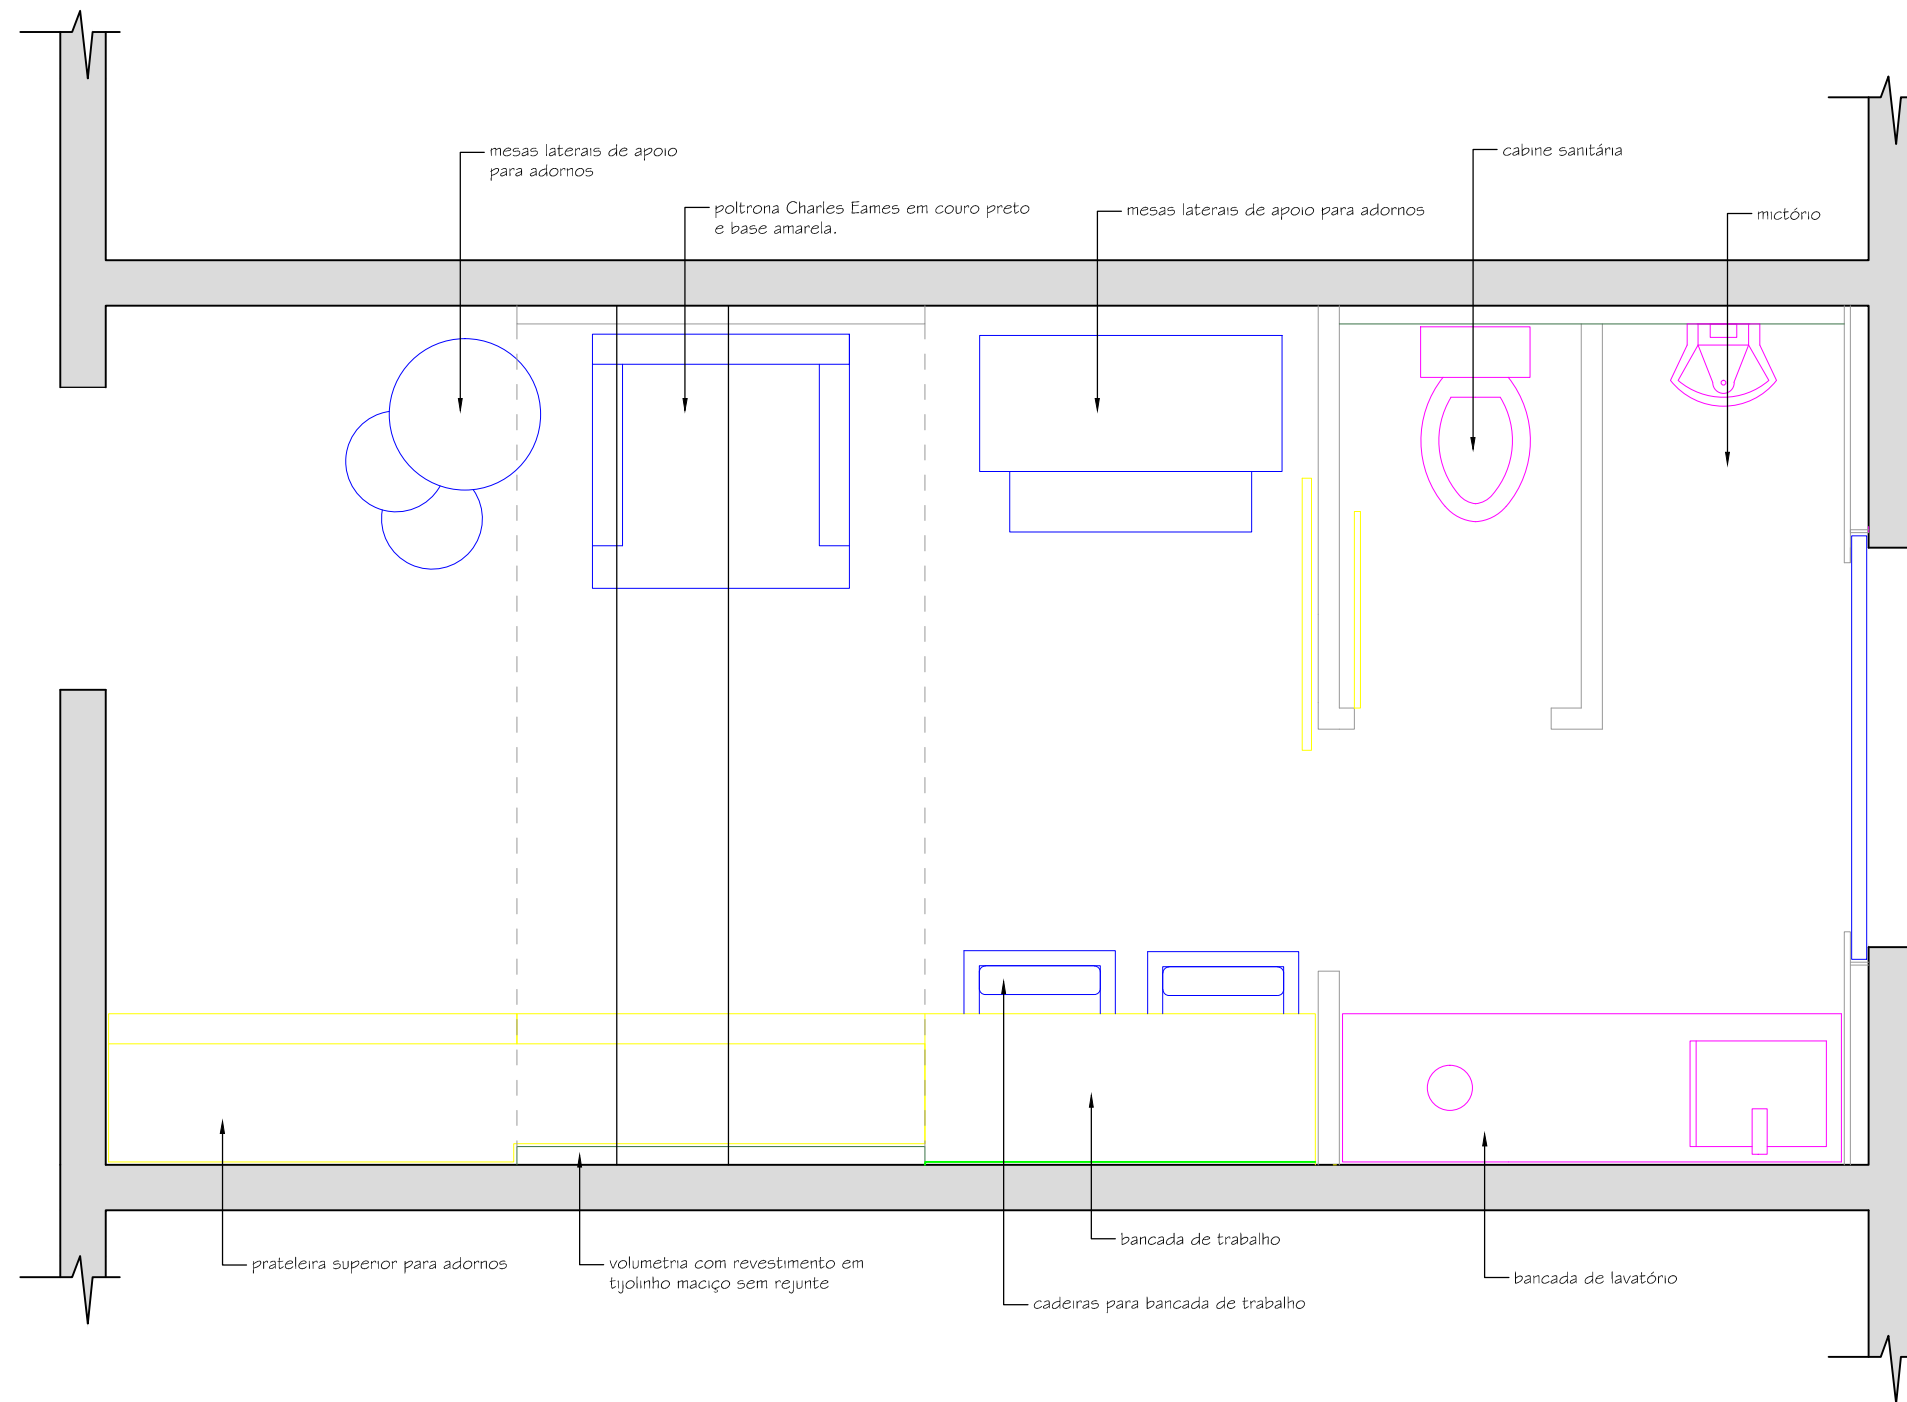 mesas laterais de apoio
para adornos
cabine sanitária
poltrona Charles Eames em couro preto
e base amarela.
mesas laterais de apoio para adornos
mictório
bancada de trabalho
prateleira superior para adornos
volumetria com revestimento em
tijolinho maciço sem rejunte
bancada de lavatório
cadeiras para bancada de trabalho